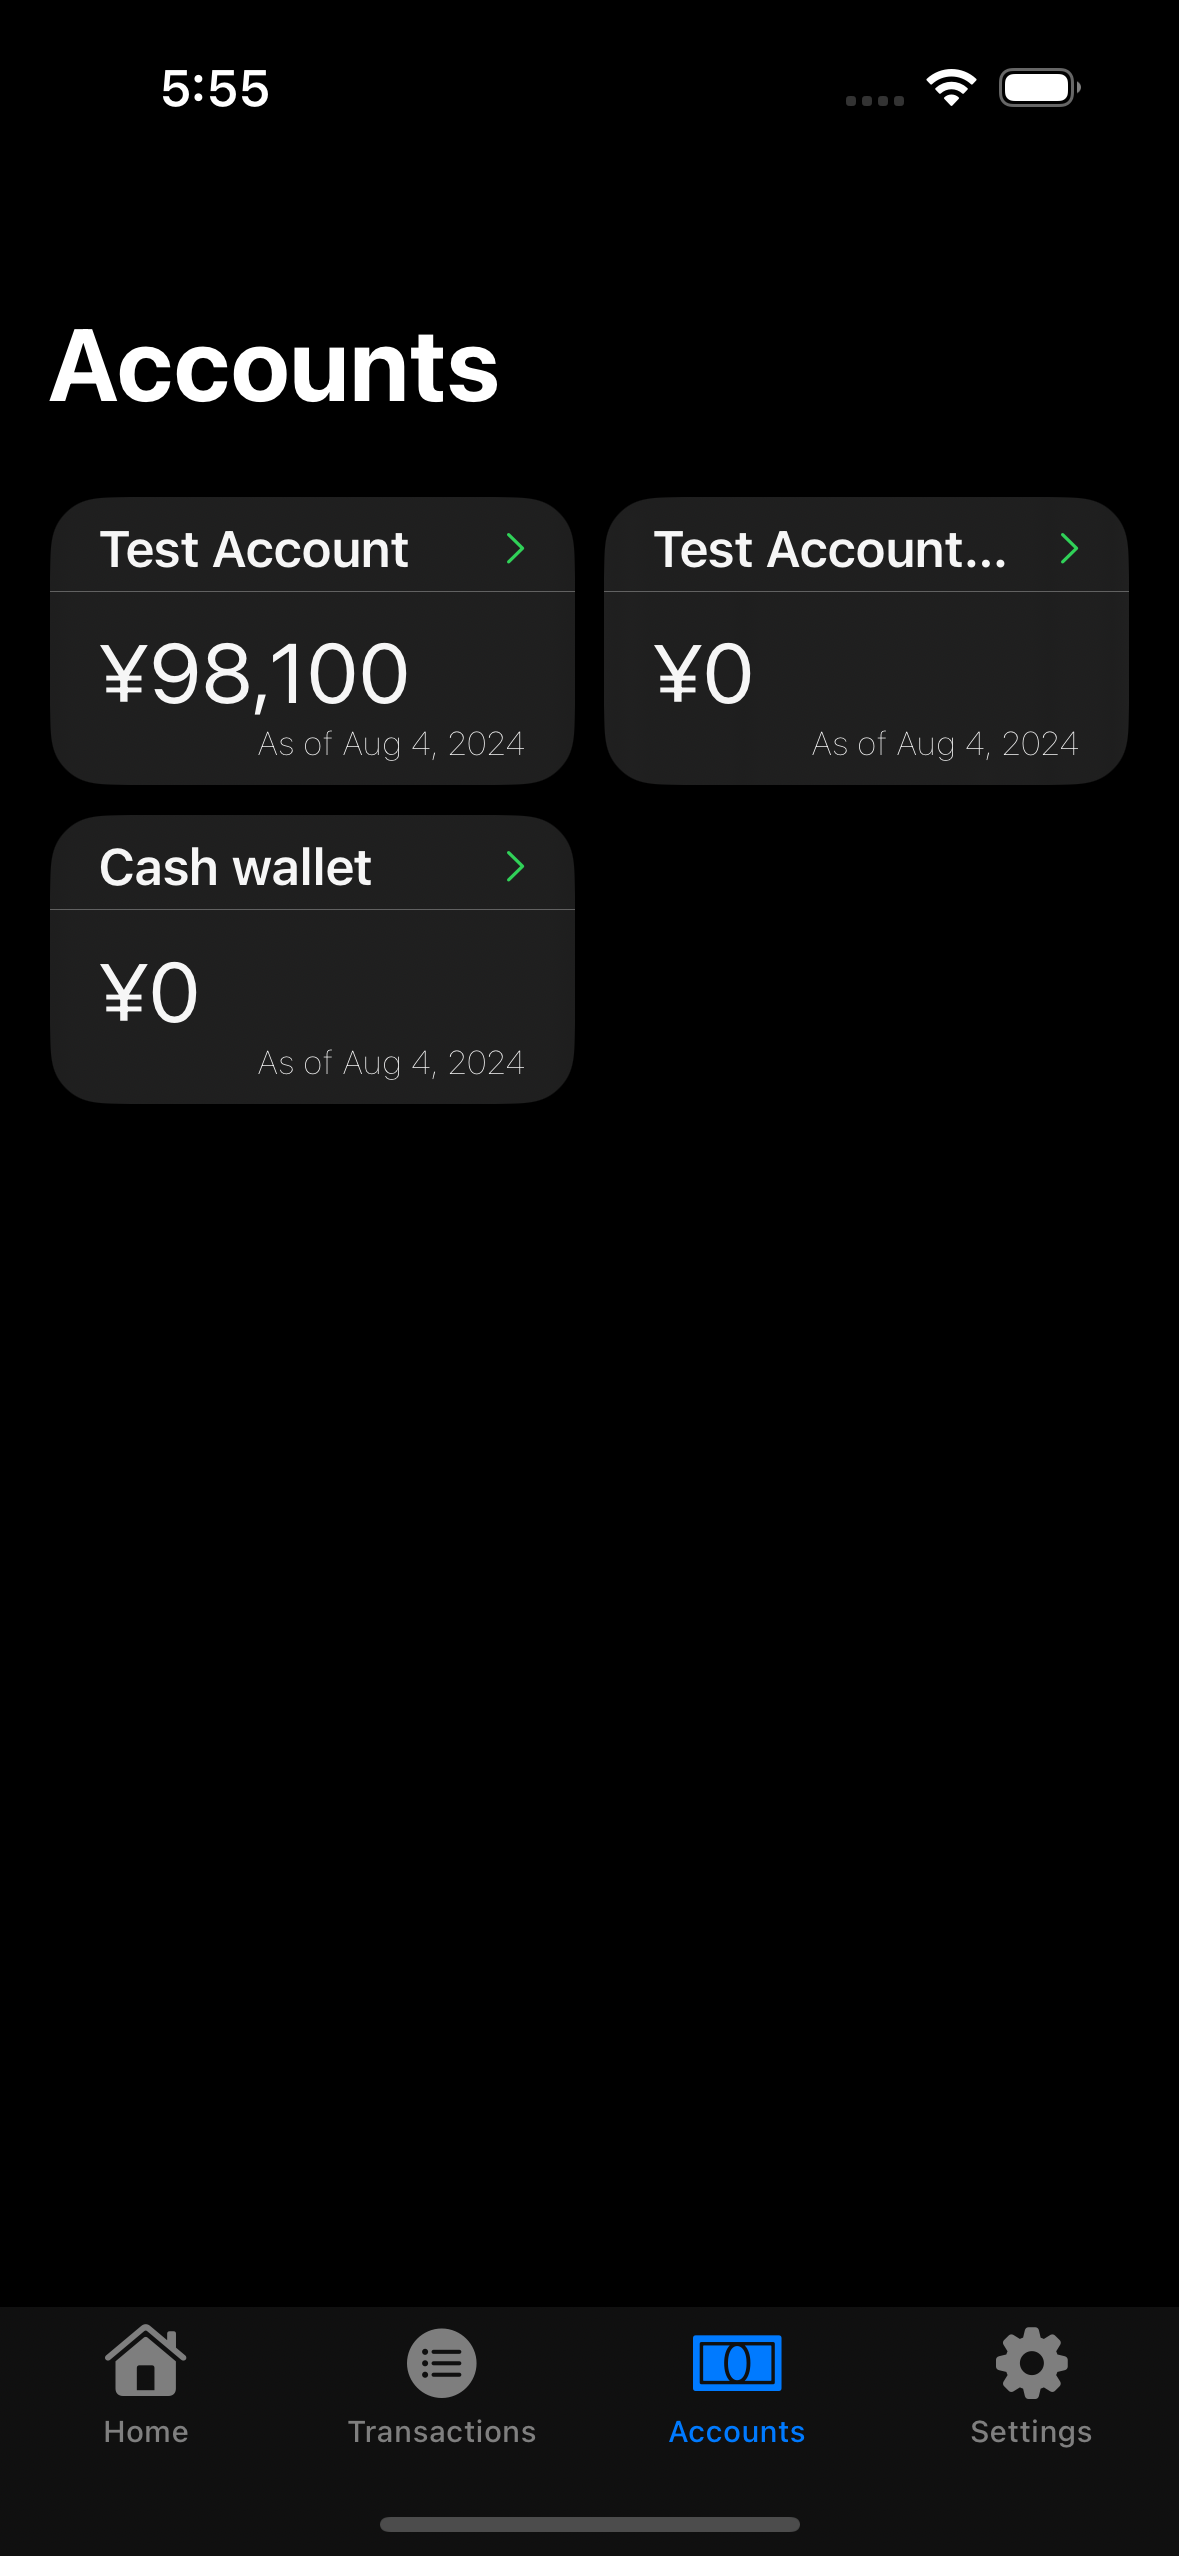 5:55
Accounts
Test Account
¥98,100
As of Aug 4, 2024
Test Account...
¥0
As of Aug 4, 2024
Cash wallet
¥0
As of Aug 4, 2024
Home
Transactions
Accounts
Settings